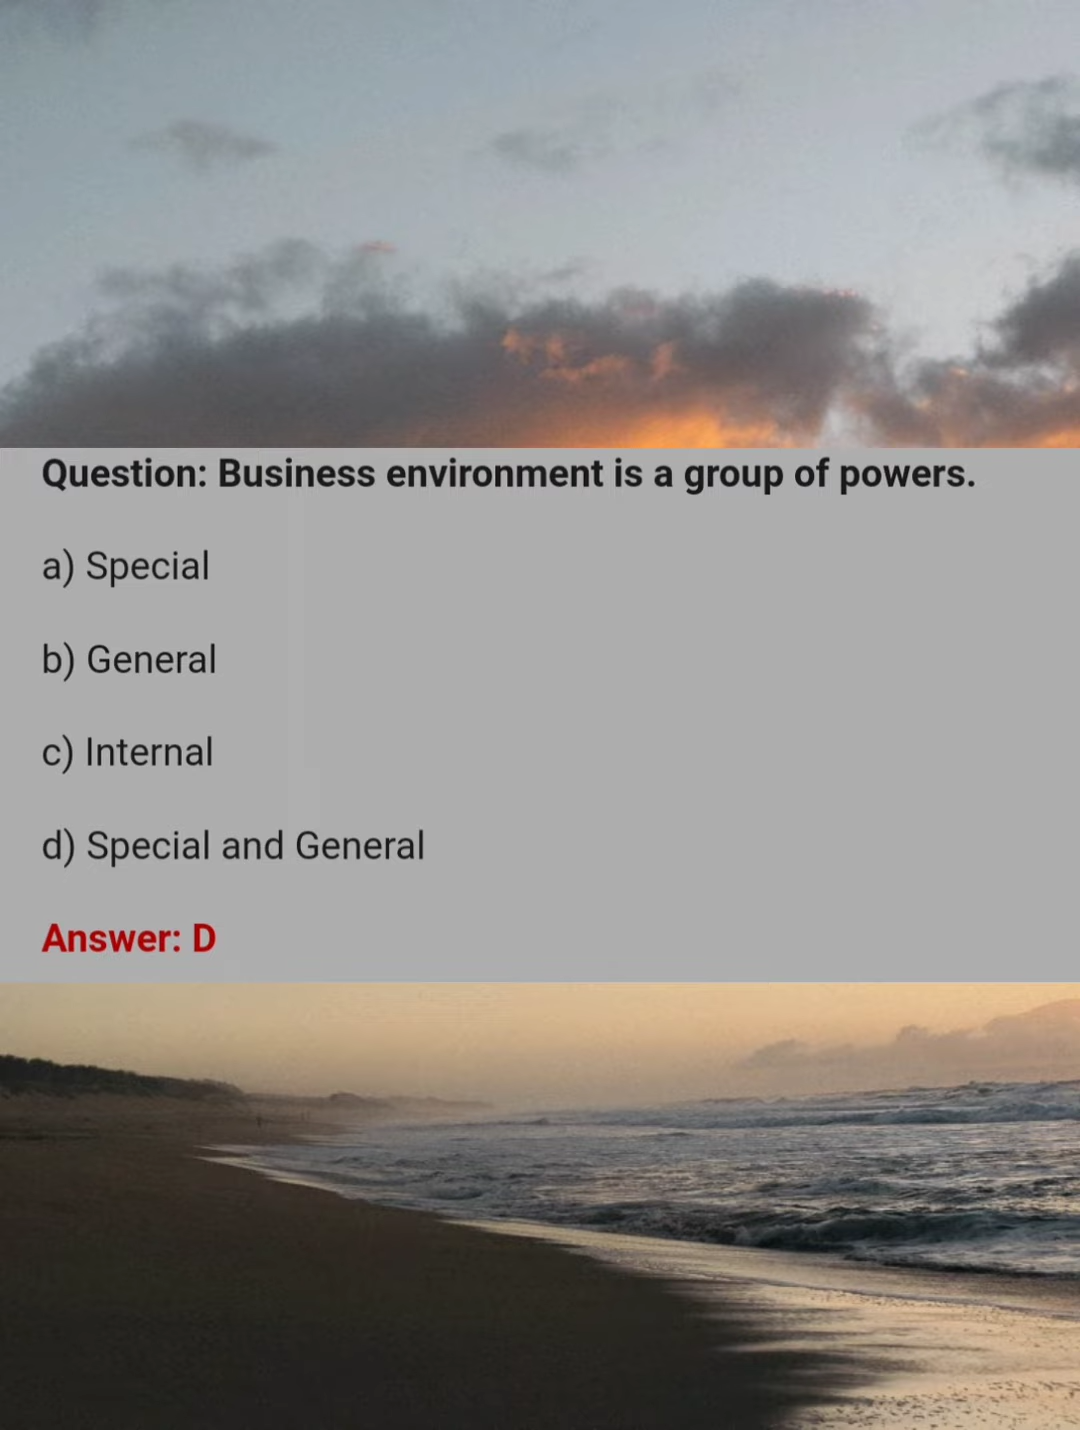 Question: Business environment is a group of powers.
a) Special
b) General
c) Internal
d) Special and General
Answer: D